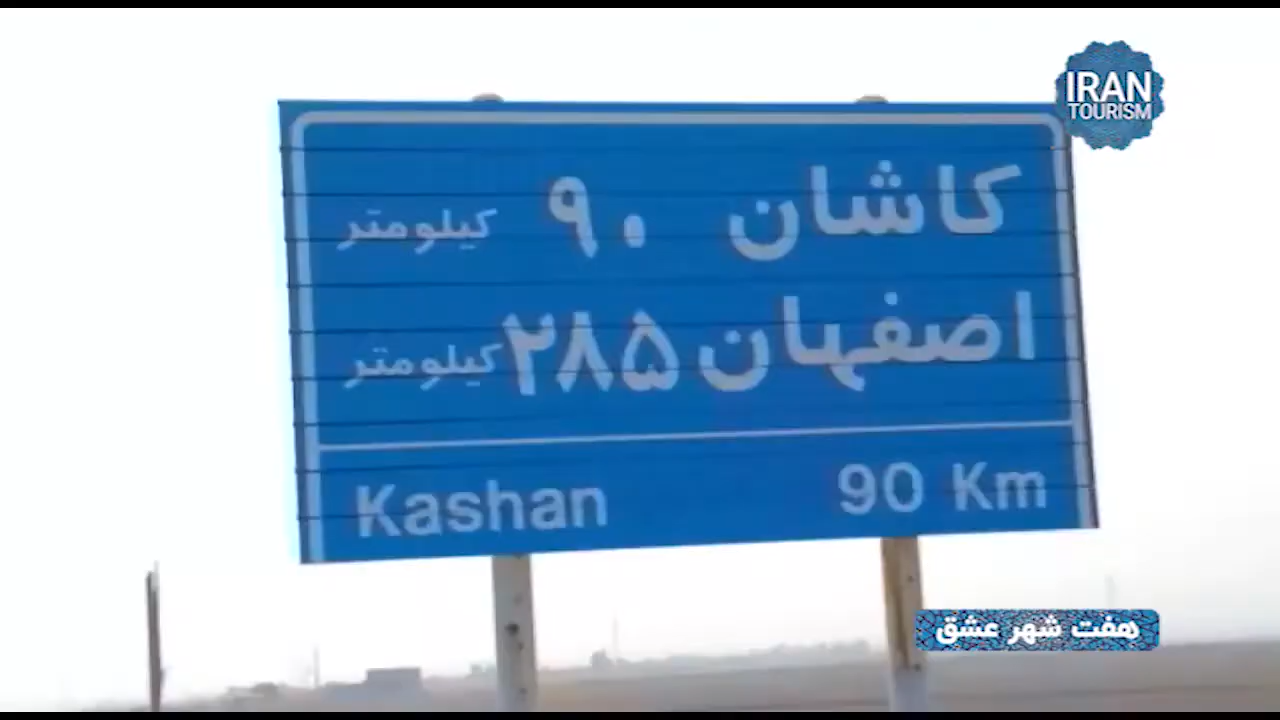 IRAN
TOURISM
کاشان ۹۰ کیلومتر
اصفهان ۲۸۵ کیلومتر
Kashan 90 Km
هفت شهر عشق